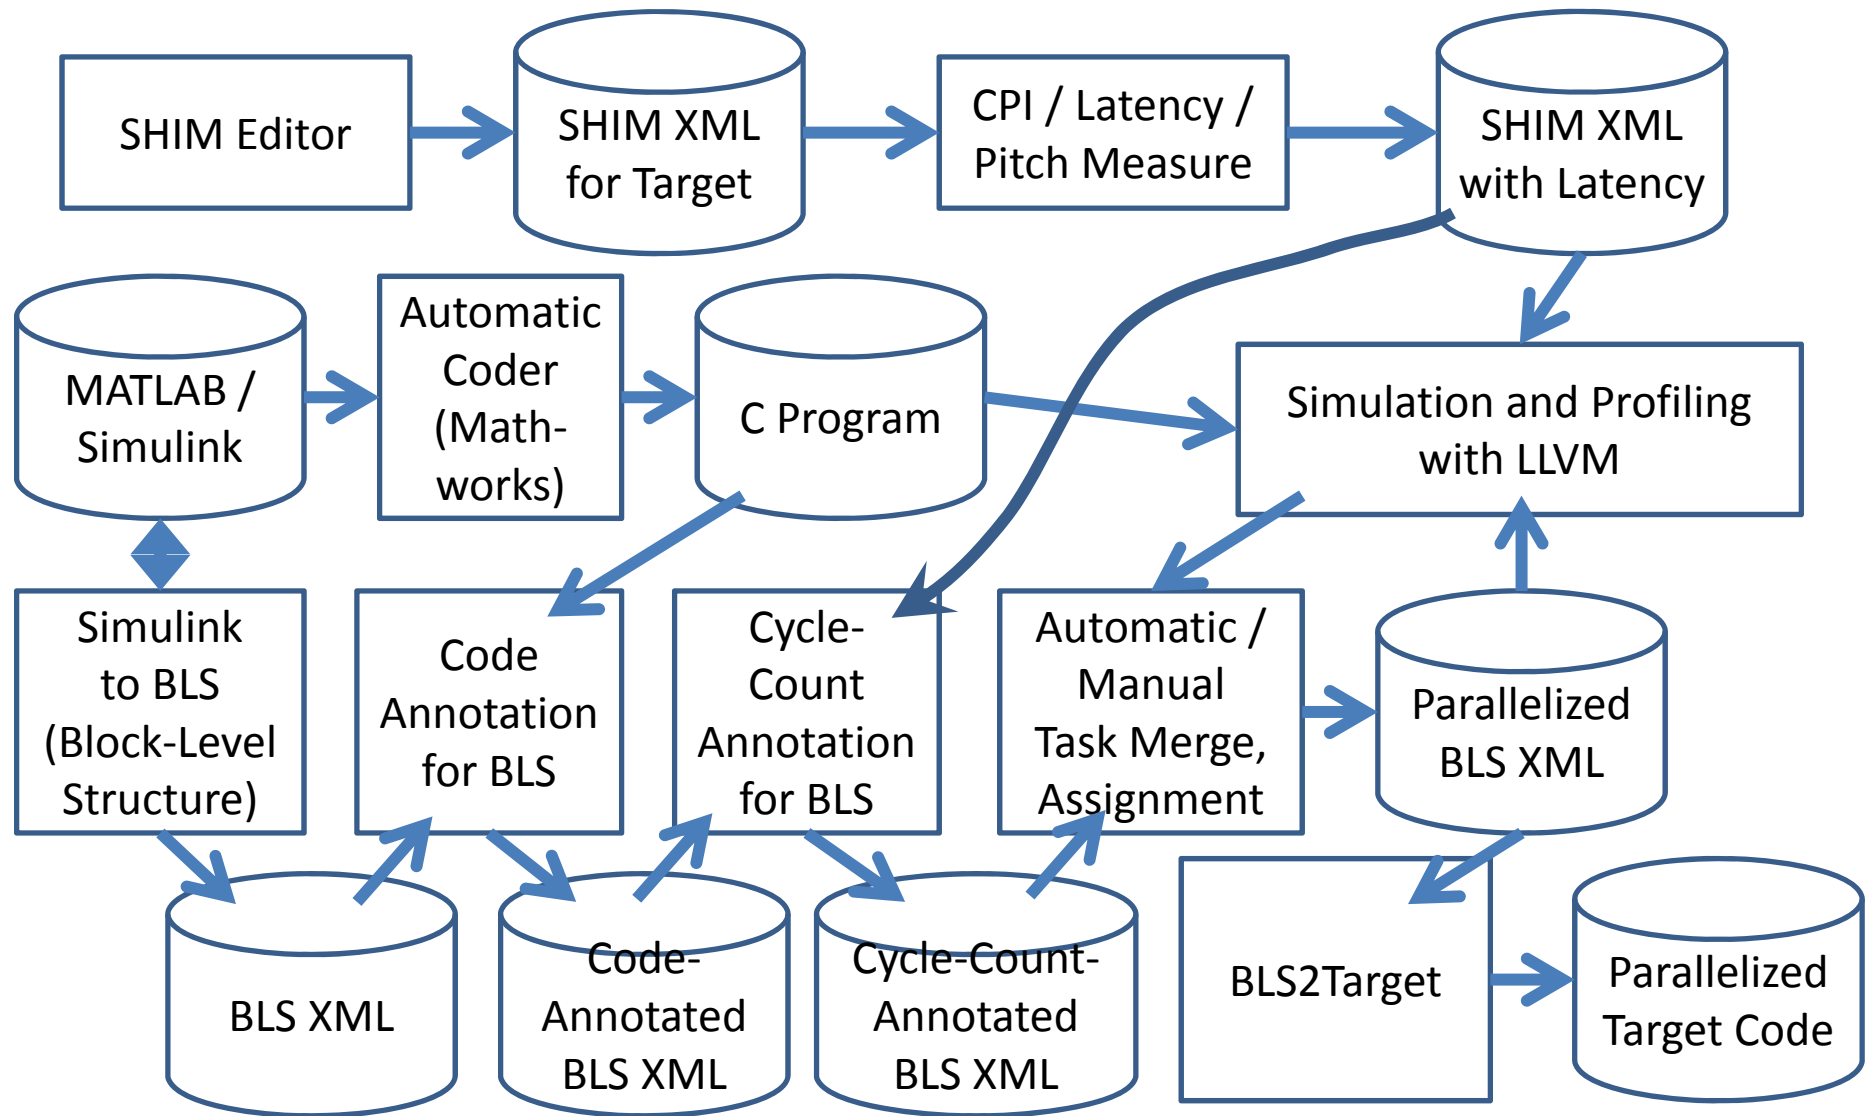 SHIM Editor
SHIM XML
for Target
CPI / Latency /
Pitch Measure
SHIM XML
with Latency
MATLAB /
Simulink
Automatic
Coder
(Math-
works)
C Program
Simulation and Profiling
with LLVM
Simulink
to BLS
(Block-Level
Structure)
Code
Annotation
for BLS
Cycle-
Count
Annotation
for BLS
Automatic /
Manual
Task Merge,
Assignment
Parallelized
BLS XML
BLS XML
Code-
Annotated
BLS XML
Cycle-Count-
Annotated
BLS XML
BLS2Target
Parallelized
Target Code